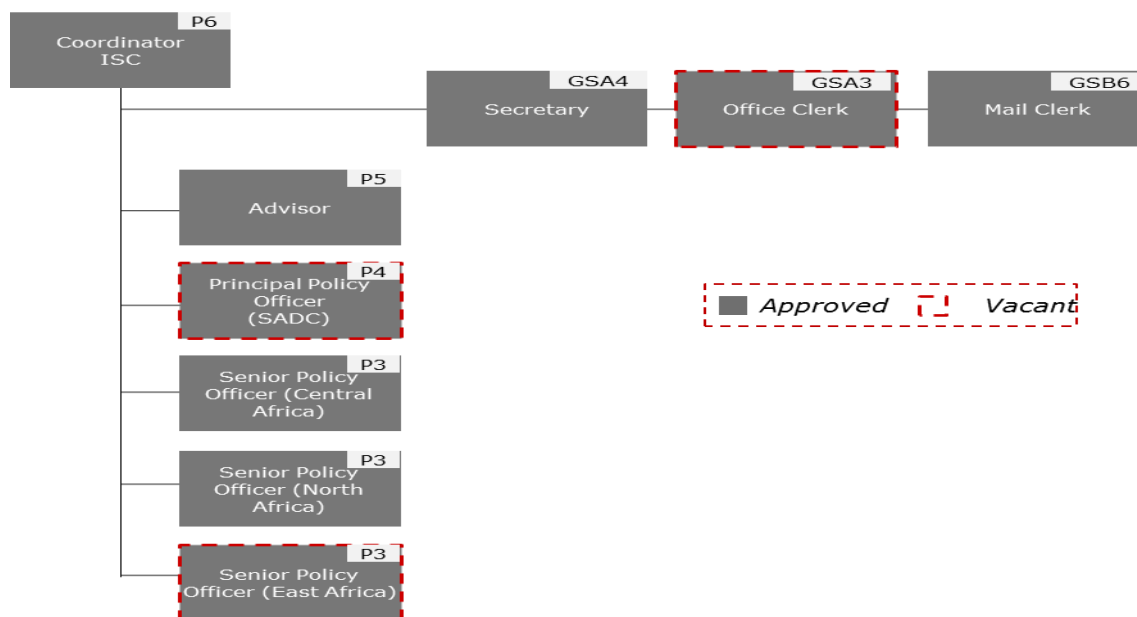 P6
Coordinator
ISC
GSA4
Secretary
GSA3
Office Clerk
GSB6
Mail Clerk
P5
Advisor
P4
Principal Policy
Officer
(SADC)
Approved Vacant
P3
Senior Policy
Officer (Central
Africa)
P3
Senior Policy
Officer (North
Africa)
P3
Senior Policy
Officer (East Africa)